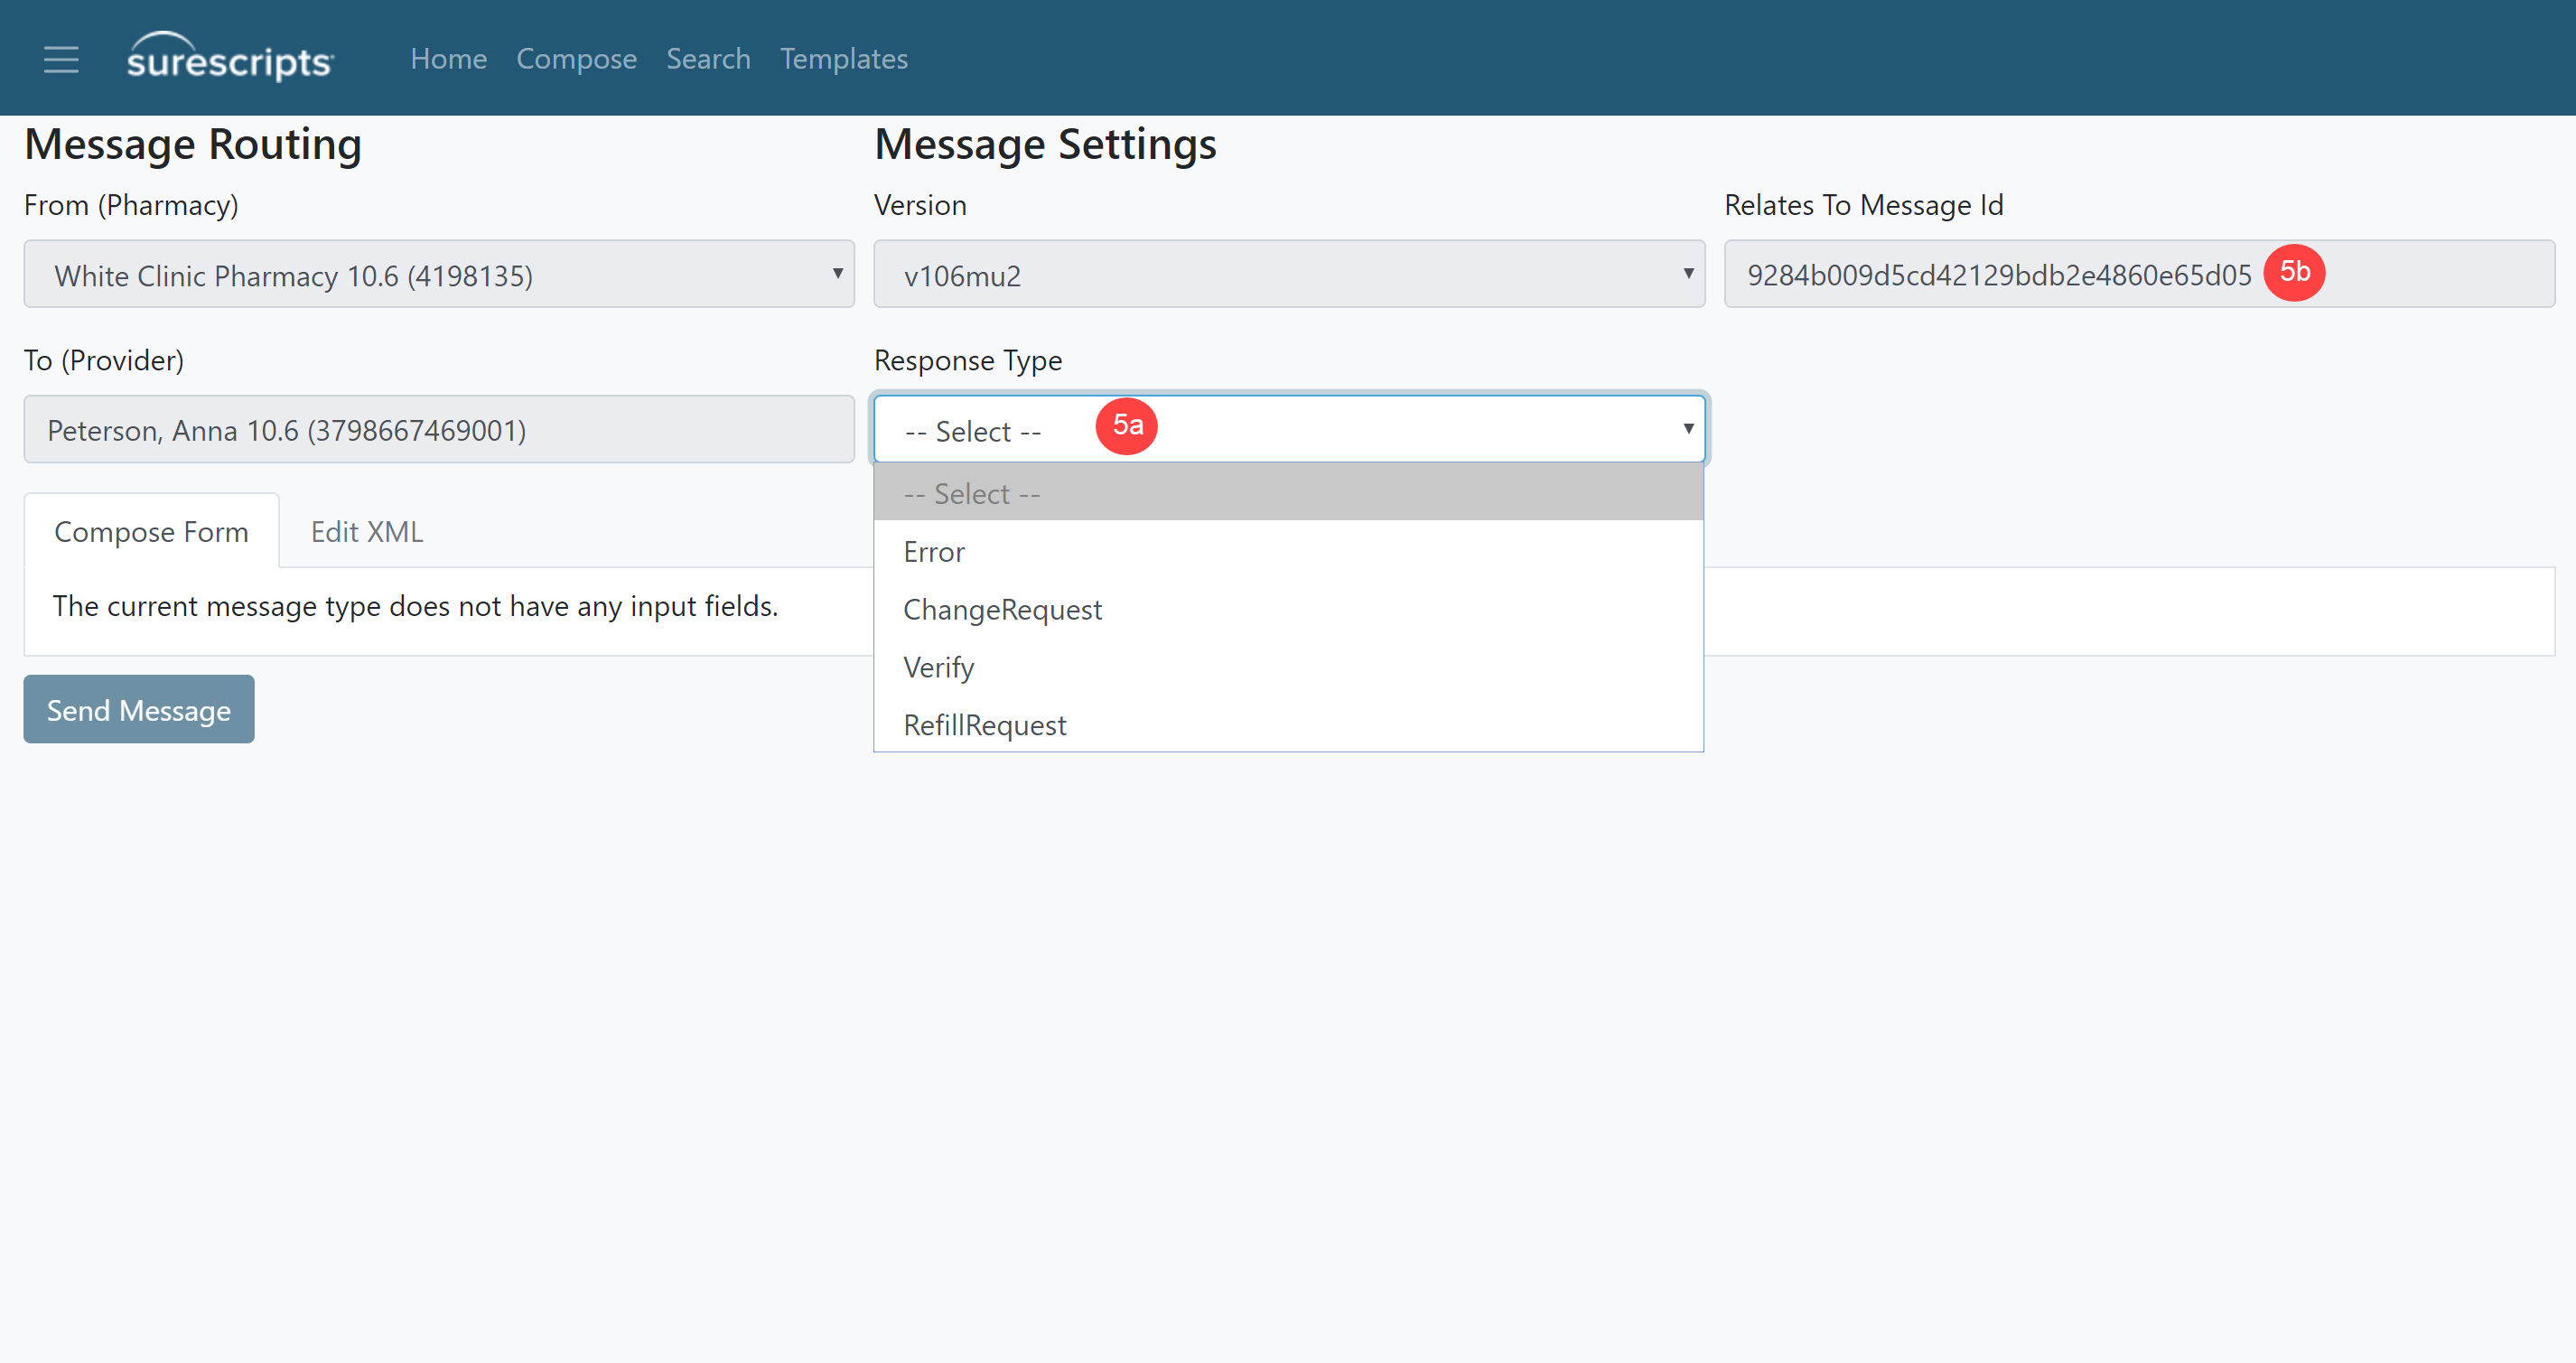 surescripts
Home Compose Search Templates
Message Routing
From (Pharmacy)
White Clinic Pharmacy 10.6 (4198135)
To (Provider)
Peterson, Anna 10.6 (3798667469001)
Message Settings
Version
v106mu2
Relates To Message Id
9284b009d5cd42129bdb2e4860e65d05 5b
Response Type
-- Select -- 5a
-- Select --
Error
ChangeRequest
Verify
RefillRequest
Compose Form Edit XML
The current message type does not have any input fields.
Send Message